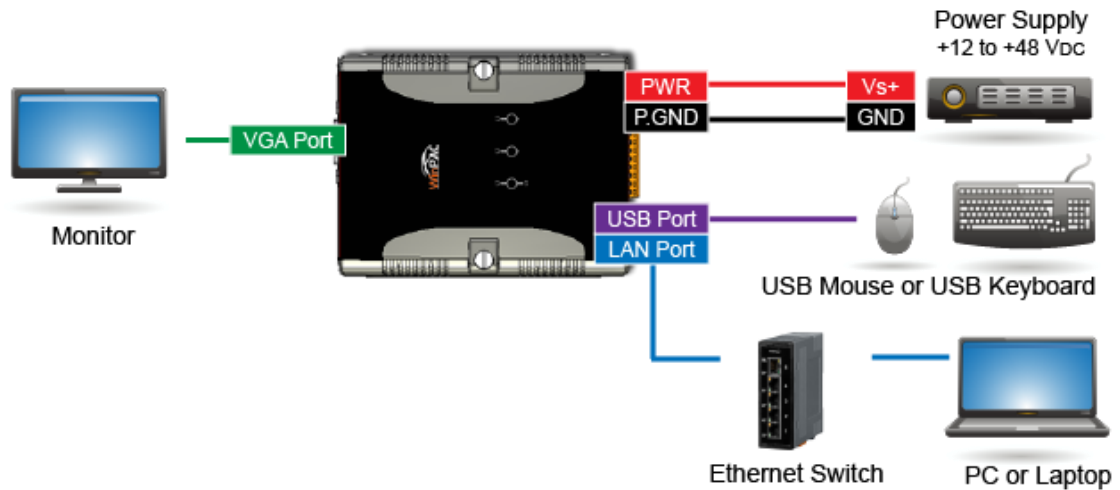 Power Supply
+12 to +48 VDC
PWR
Vs+
P.GND
GND
VGA Port
WinPAC
Monitor
USB Port
LAN Port
USB Mouse or USB Keyboard
Ethernet Switch
PC or Laptop